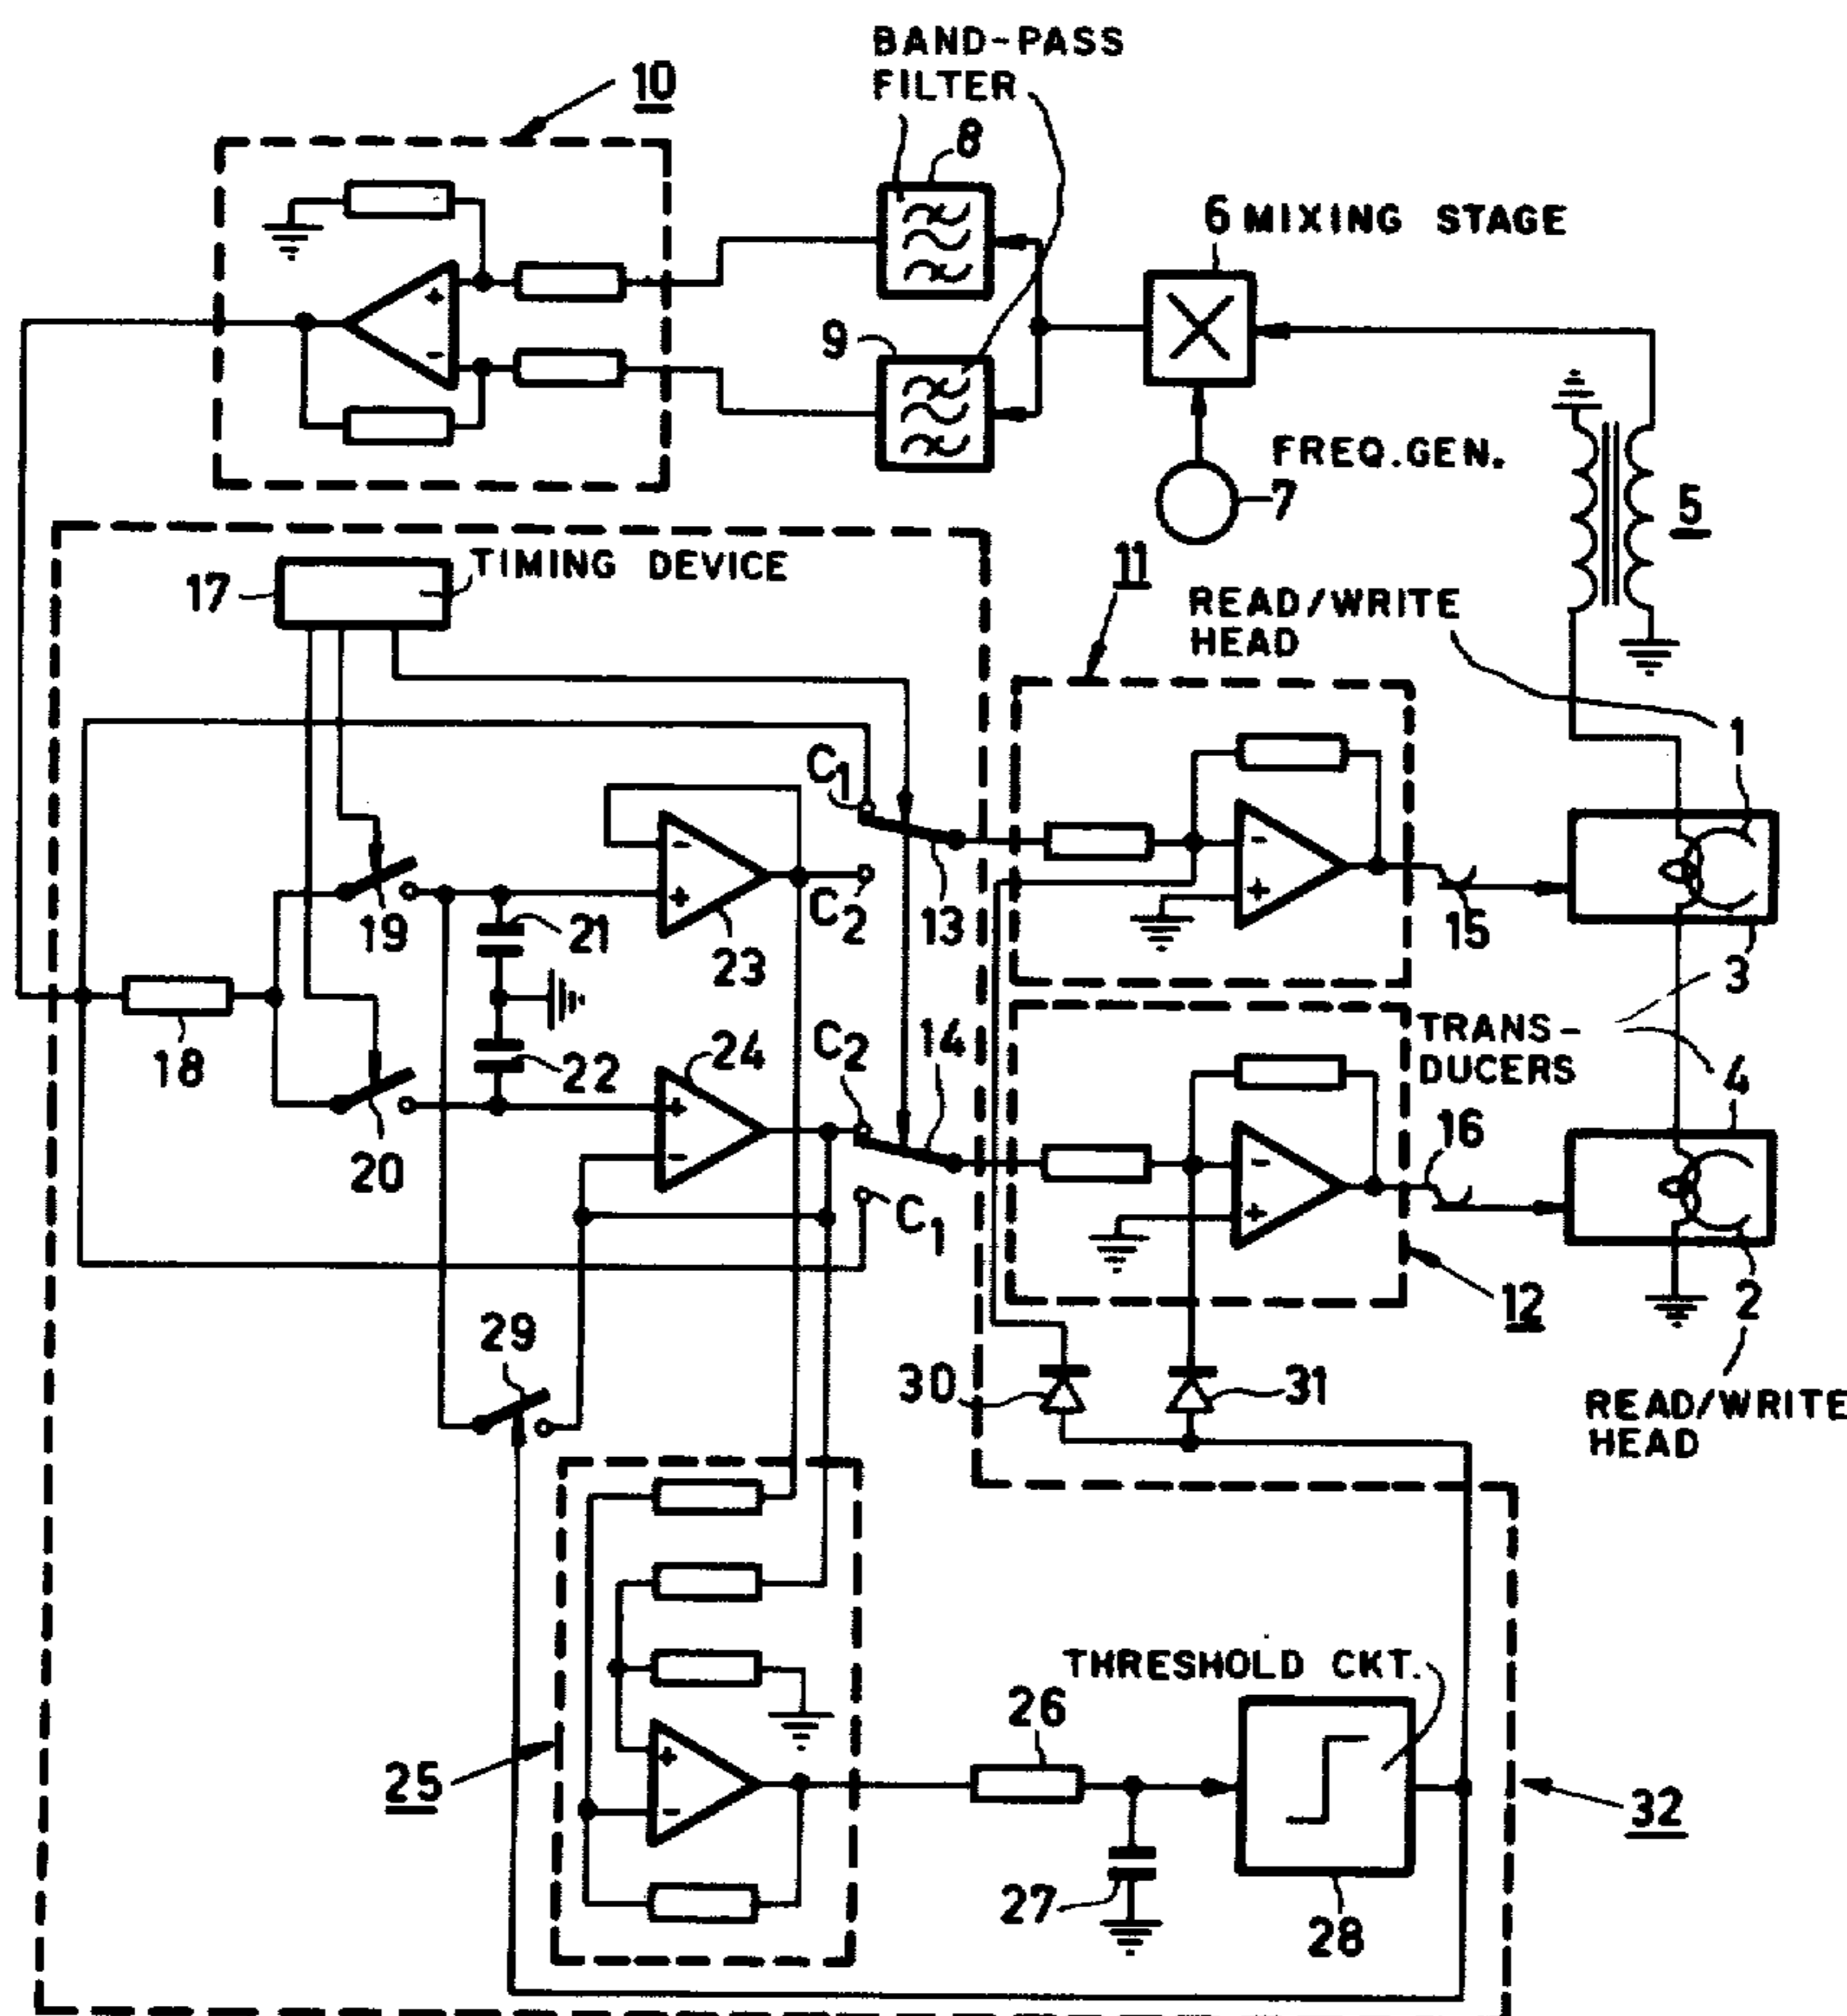 BAND-PASS
FILTER
10
8
6 MIXING STAGE
+
-
9
FREQ.GEN.
7
5
17
TIMING DEVICE
11
READ/WRITE
HEAD
1
C1
-
+
-
+
19
21
23
C2
13
15
3
18
22
24
C2
14
TRANS-
DUCERS
4
20
+
-
C1
16
-
+
12
2
29
30
31
READ/WRITE
HEAD
THRESHOLD CKT.
26
25
+
-
27
28
32